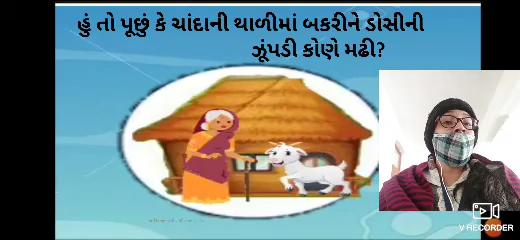 હું તો પૂછું કે ચાંદાની થાળીમાં બકરીને ડોસીની
ઝૂંપડી કોણે મઢી?
V RECORDER